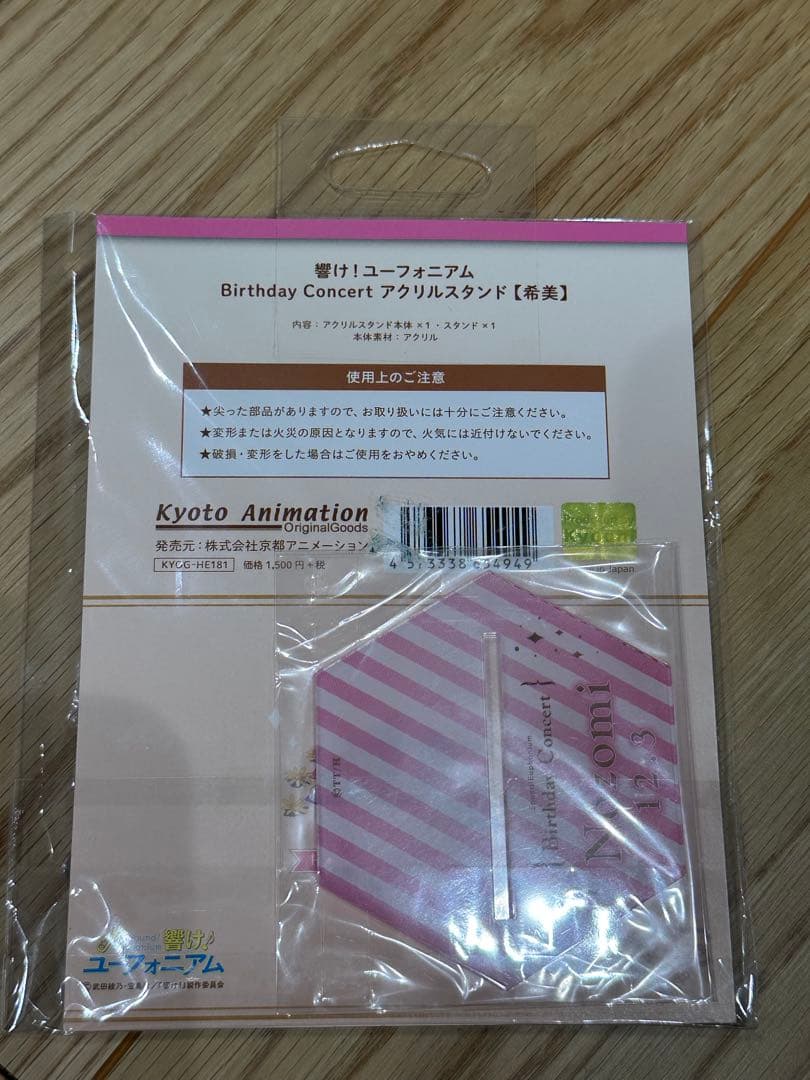 響け！ユーフォニアム
Birthday Concert アクリルスタンド【希美】
内容：アクリルスタンド本体×1・スタンド×1
本体素材：アクリル
使用上のご注意
★尖った部品がありますので、お取り扱いには十分にご注意ください。
★変形または火災の原因となりますので、火気には近付けないでください。
★破損・変形をした場合はご使用をおやめください。
Kyoto Animation
OriginalGoods
発売元：株式会社京都アニメーション
KYOG-HE181 価格 1,500円+税
in Japan
{ Birthday Concert }
Nozomi
12.3
響け！
ユーフォニアム